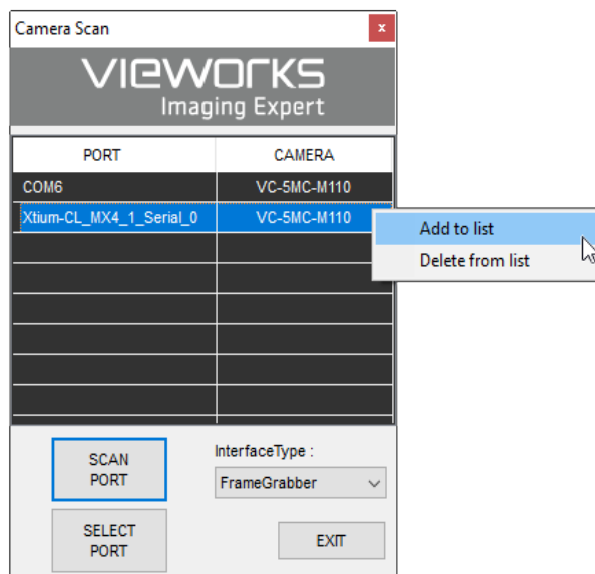 Camera Scan
x
vieworks
Imaging Expert
PORT CAMERA
COM6 VC-5MC-M110
Xtium-CL_MX4_1_Serial_0 VC-5MC-M110
Add to list
Delete from list
SCAN
PORT
InterfaceType :
FrameGrabber
SELECT
PORT
EXIT